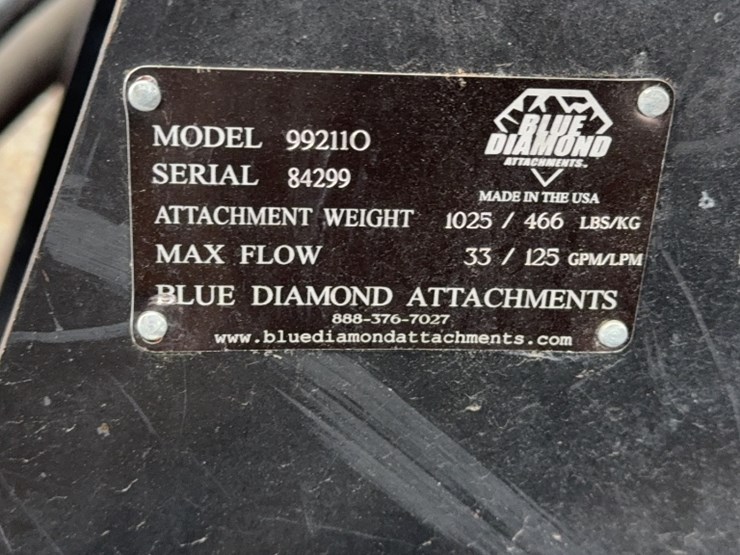 BLUE
DIAMOND
ATTACHMENTS
MADE IN THE USA
MODEL 992110
SERIAL 84299
ATTACHMENT WEIGHT 1025 / 466 LBS/KG
MAX FLOW 33 / 125 GPM/LPM
BLUE DIAMOND ATTACHMENTS
888-376-7027
www.bluediamondattachments.com